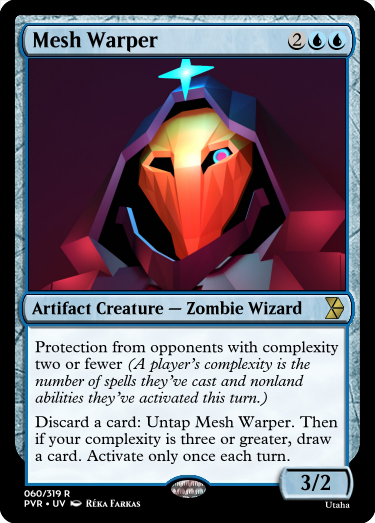 Mesh Warper 2
Artifact Creature — Zombie Wizard
Protection from opponents with complexity
two or fewer (A player's complexity is the
number of spells they've cast and nonland
abilities they've activated this turn.)
Discard a card: Untap Mesh Warper. Then
if your complexity is three or greater, draw
a card. Activate only once each turn.
3/2
060/319 R
PVR • UV RÉKA FARKAS
Utaha